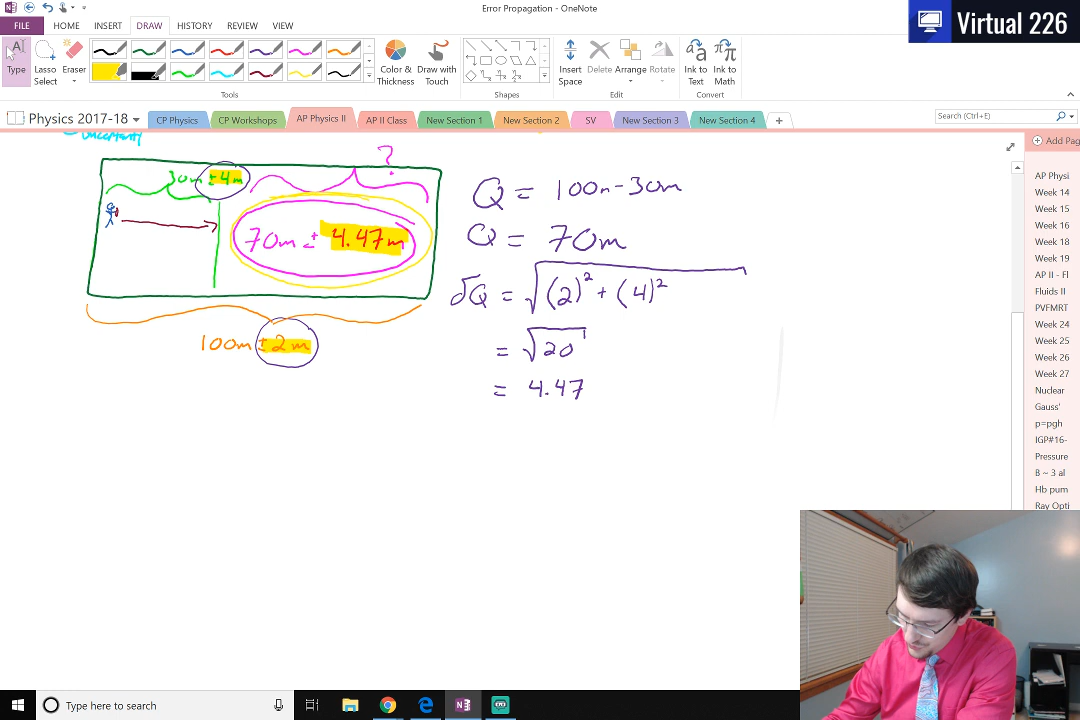 Error Propagation - OneNote
Virtual 226
FILE HOME INSERT DRAW HISTORY REVIEW VIEW
Type
Lasso Select
Eraser
Color & Thickness
Draw with Touch
Insert Space
Delete
Arrange
Rotate
Ink to Text
Ink to Math
Tools
Shapes
Edit
Convert
Physics 2017-18
CP Physics
CP Workshops
AP Physics II
AP II Class
New Section 1
New Section 2
SV
New Section 3
New Section 4
Search (Ctrl+E)
Add Pag
AP Physi
Week 14
Week 15
Week 16
Week 18
Week 19
AP II - Fl
Fluids II
PVFMRT
Week 24
Week 25
Week 26
Week 27
Nuclear
Gauss'
p=pgh
IGP#16-
Pressure
B ~ 3 al
Hb pum
Ray Opti
?
30m ± 4m
70m ± 4.47m
100m ± 2m
Q = 100m - 30m
Q = 70m
δQ = √(2)² + (4)²
= √20
= 4.47
Type here to search